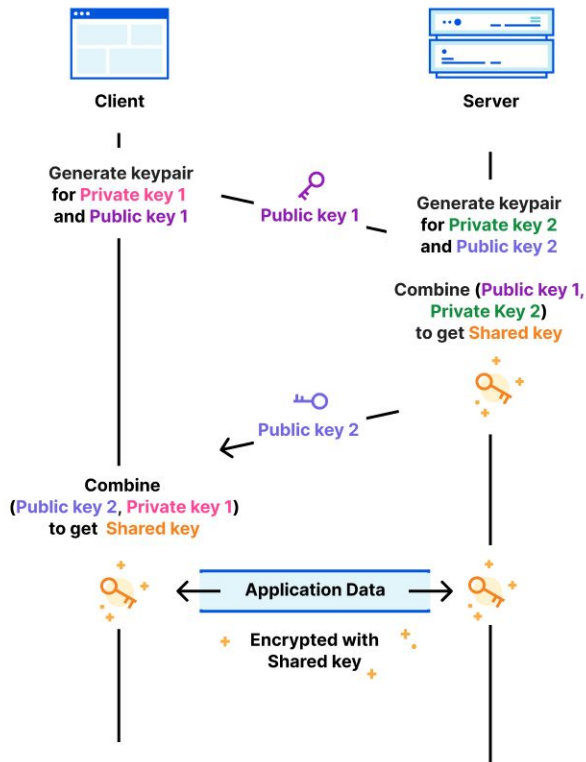 Client
Server
Generate keypair
for Private key 1
and Public key 1
Public key 1
Generate keypair
for Private key 2
and Public key 2
Combine (Public key 1,
Private Key 2)
to get Shared key
Public key 2
Combine
(Public key 2, Private key 1)
to get Shared key
Application Data
Encrypted with
Shared key